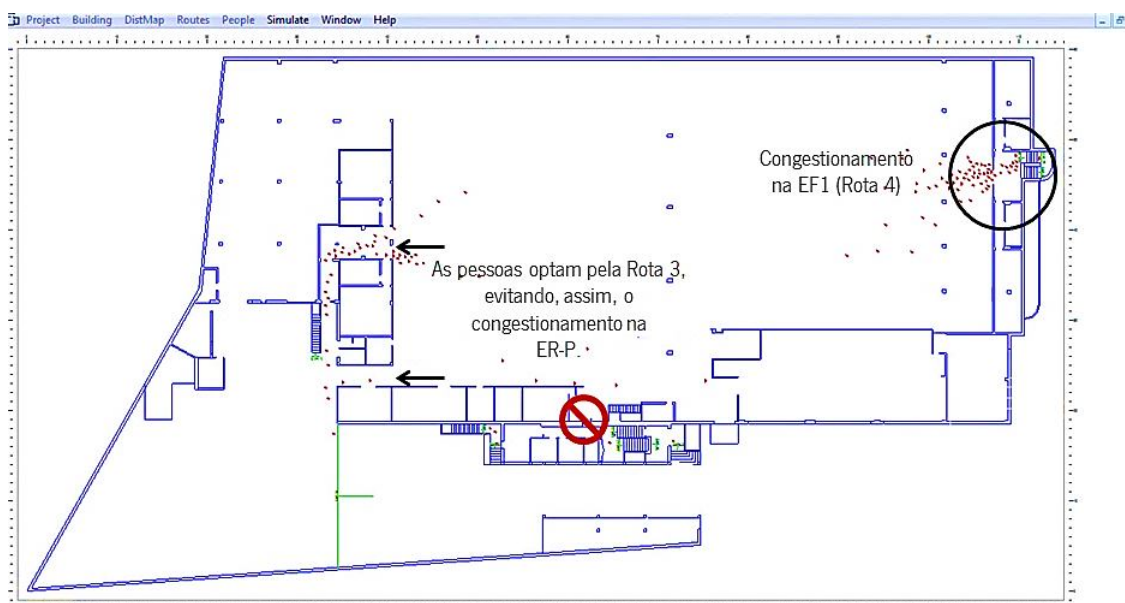 Project Building DistMap Routes People Simulate Window Help
Congestionamento
na EF1 (Rota 4)
As pessoas optam pela Rota 3,
evitando, assim, o
congestionamento na
ER-P.